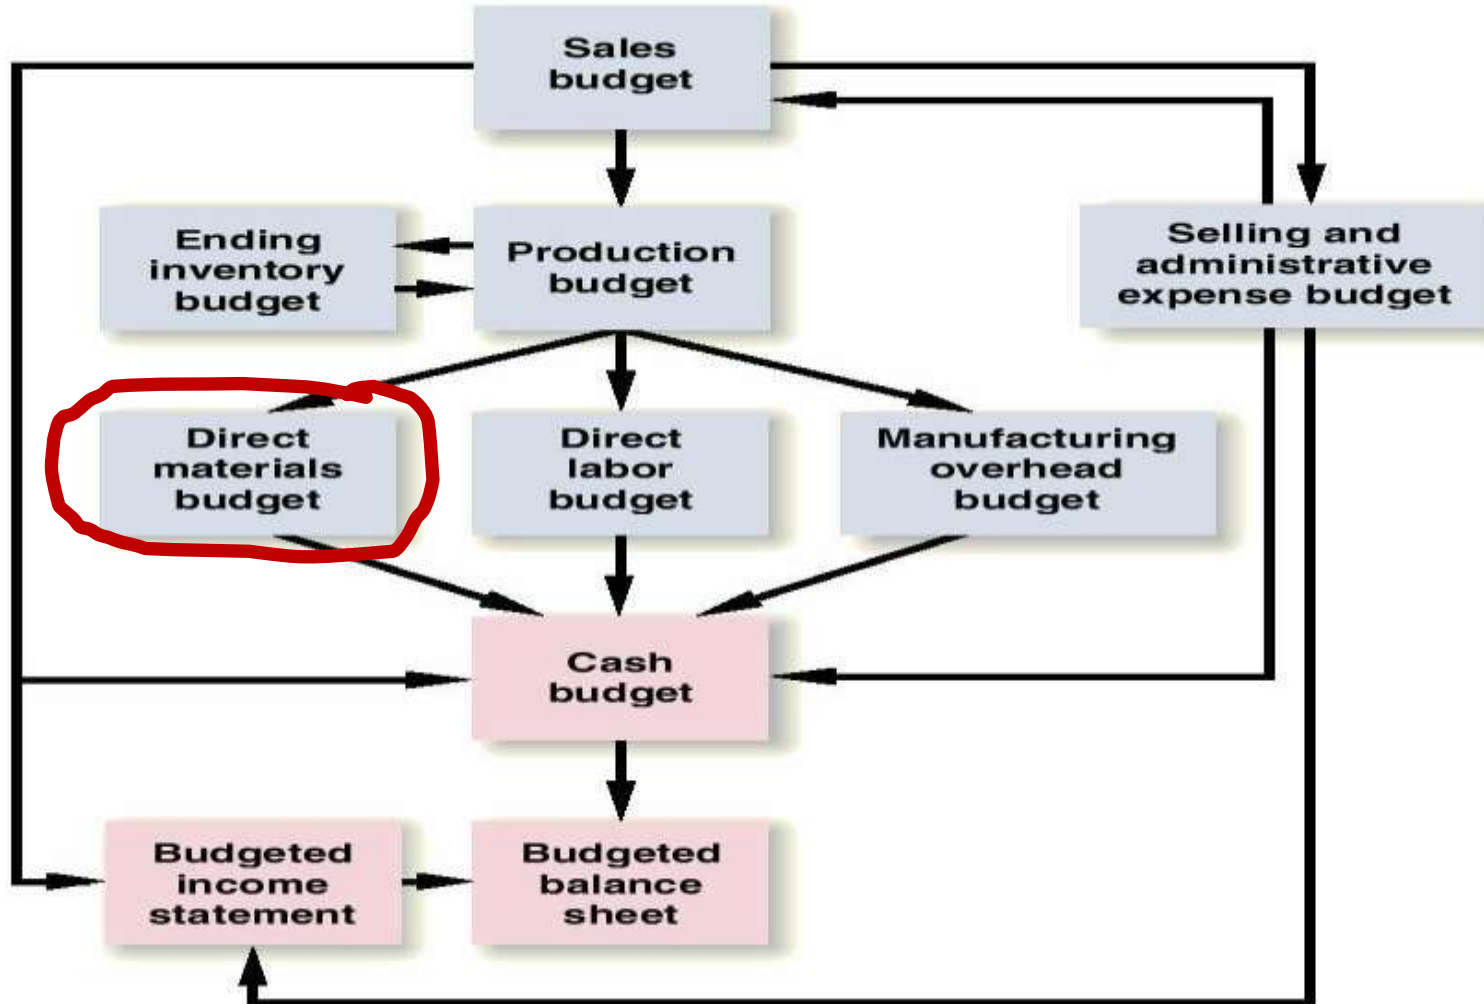 Sales
budget
Ending
inventory
budget
Production
budget
Selling and
administrative
expense budget
Direct
materials
budget
Direct
labor
budget
Manufacturing
overhead
budget
Cash
budget
Budgeted
income
statement
Budgeted
balance
sheet